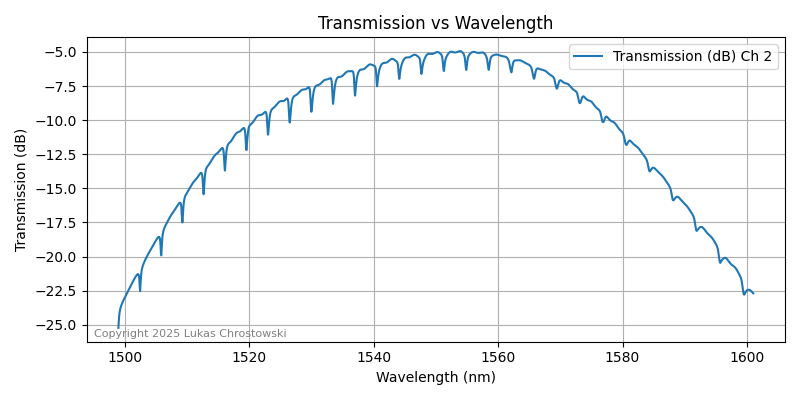 Transmission vs Wavelength
Transmission (dB) Ch 2
Transmission (dB)
−5.0
−7.5
−10.0
−12.5
−15.0
−17.5
−20.0
−22.5
−25.0
Copyright 2025 Lukas Chrostowski
1500 1520 1540 1560 1580 1600
Wavelength (nm)